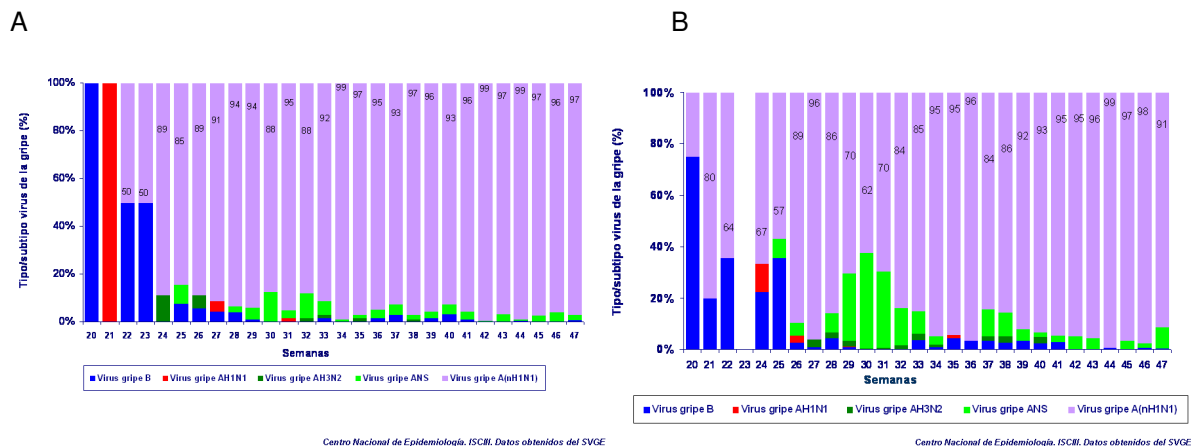 A
B
Tipo/subtipo virus de la gripe (%)
100%
80%
60%
40%
20%
0%
50 50 89 85 89 91 94 94 88 95 88 92 99 97 95 93 97 96 93 96 99 97 99 97 96 97
20 21 22 23 24 25 26 27 28 29 30 31 32 33 34 35 36 37 38 39 40 41 42 43 44 45 46 47
Semanas
Virus gripe B Virus gripe AH1N1 Virus gripe AH3N2 Virus gripe ANS Virus gripe A(nH1N1)
Centro Nacional de Epidemiología. ISCIII. Datos obtenidos del SVGE
Tipo/subtipo virus de la gripe (%)
100%
80%
60%
40%
20%
0%
80 64 67 57 89 96 86 70 62 70 84 85 95 95 96 84 86 92 93 95 95 96 99 97 98 91
20 21 22 23 24 25 26 27 28 29 30 31 32 33 34 35 36 37 38 39 40 41 42 43 44 45 46 47
Semanas
Virus gripe B Virus gripe AH1N1 Virus gripe AH3N2 Virus gripe ANS Virus gripe A(nH1N1)
Centro Nacional de Epidemiología. ISCIII. Datos obtenidos del SVGE